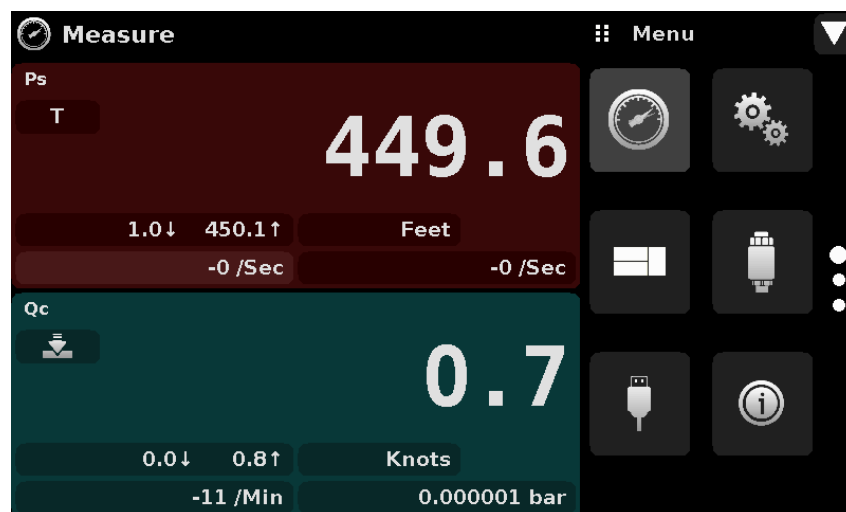 Measure
Menu
Ps
T
449.6
1.0↓ 450.1↑ Feet
-0 /Sec -0 /Sec
Qc
0.7
0.0↓ 0.8↑ Knots
-11 /Min 0.000001 bar